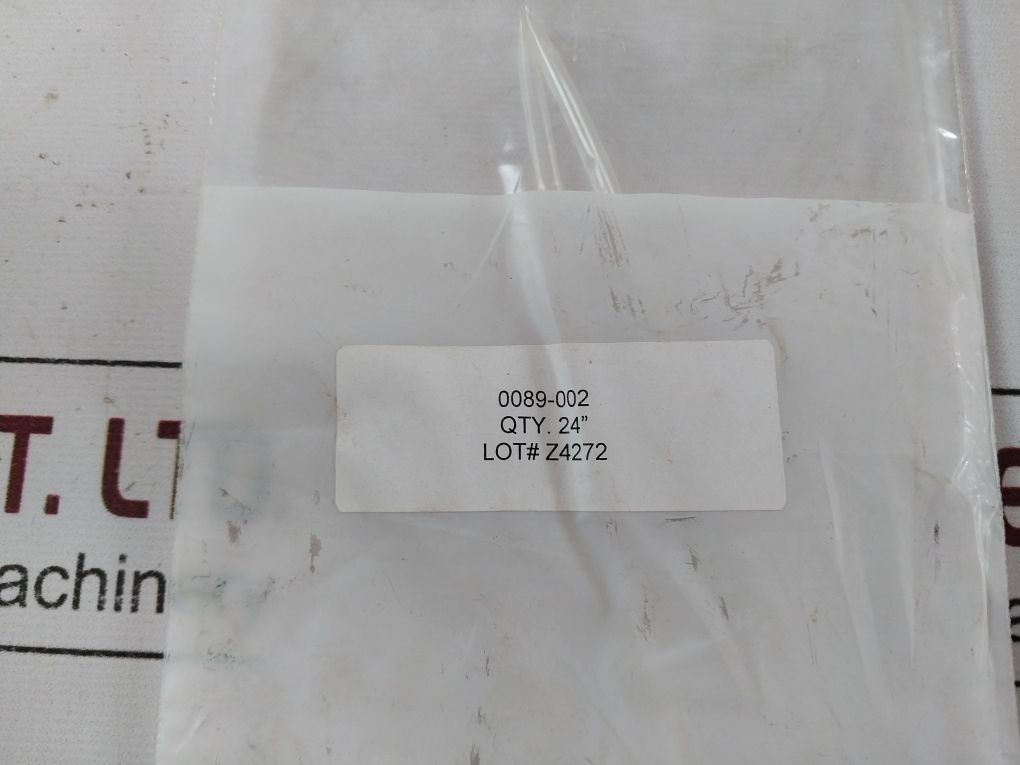 0089-002
QTY. 24”
LOT# Z4272
T. LT
achin